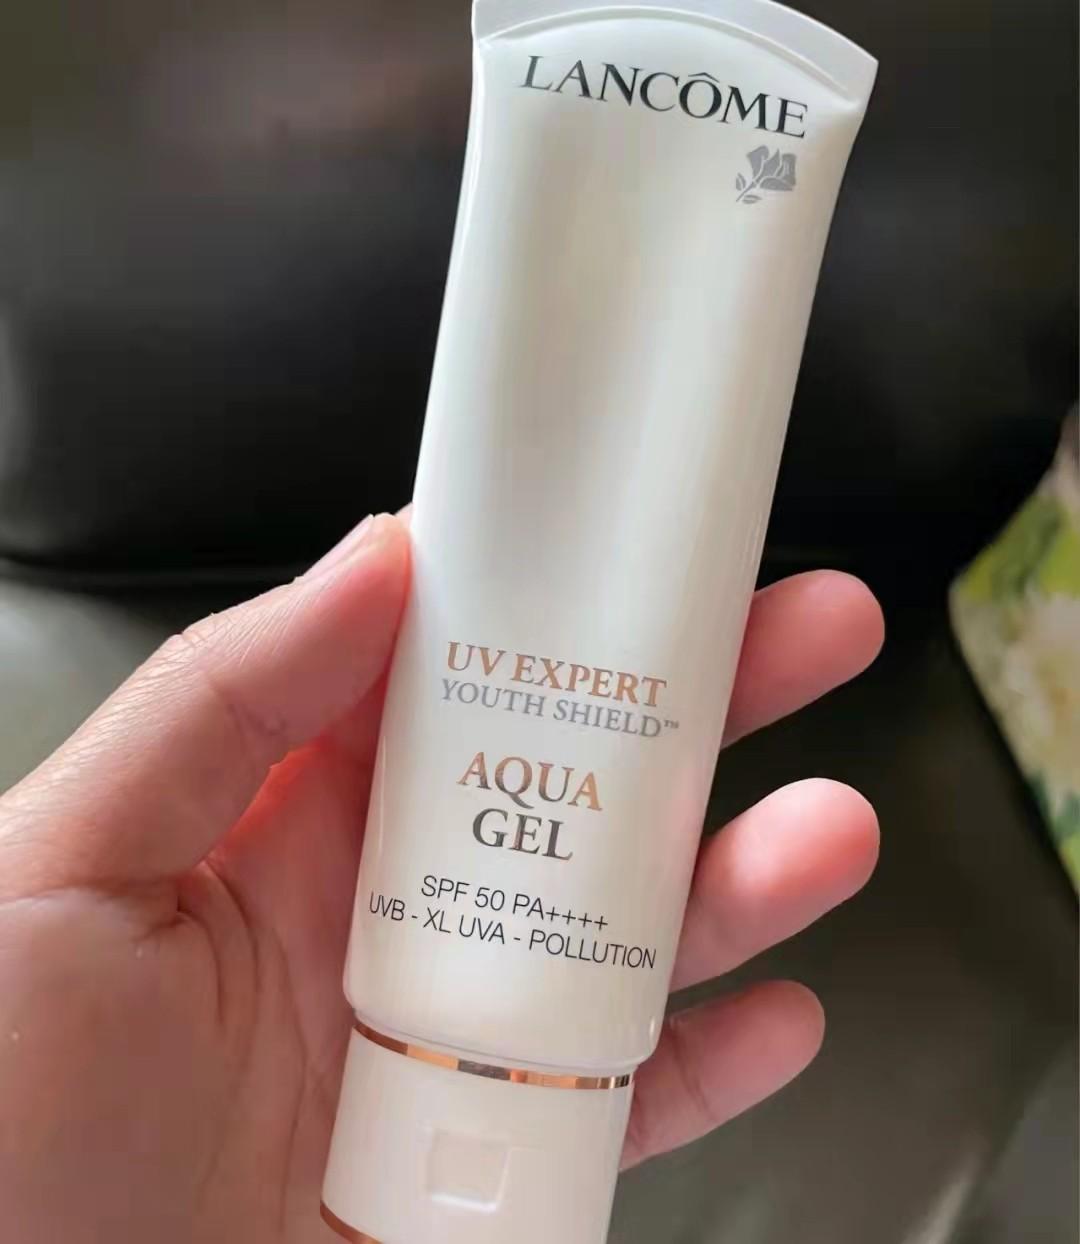 LANCÔME
UV EXPERT
YOUTH SHIELD™
AQUA
GEL
SPF 50 PA++++
UVB - XL UVA - POLLUTION